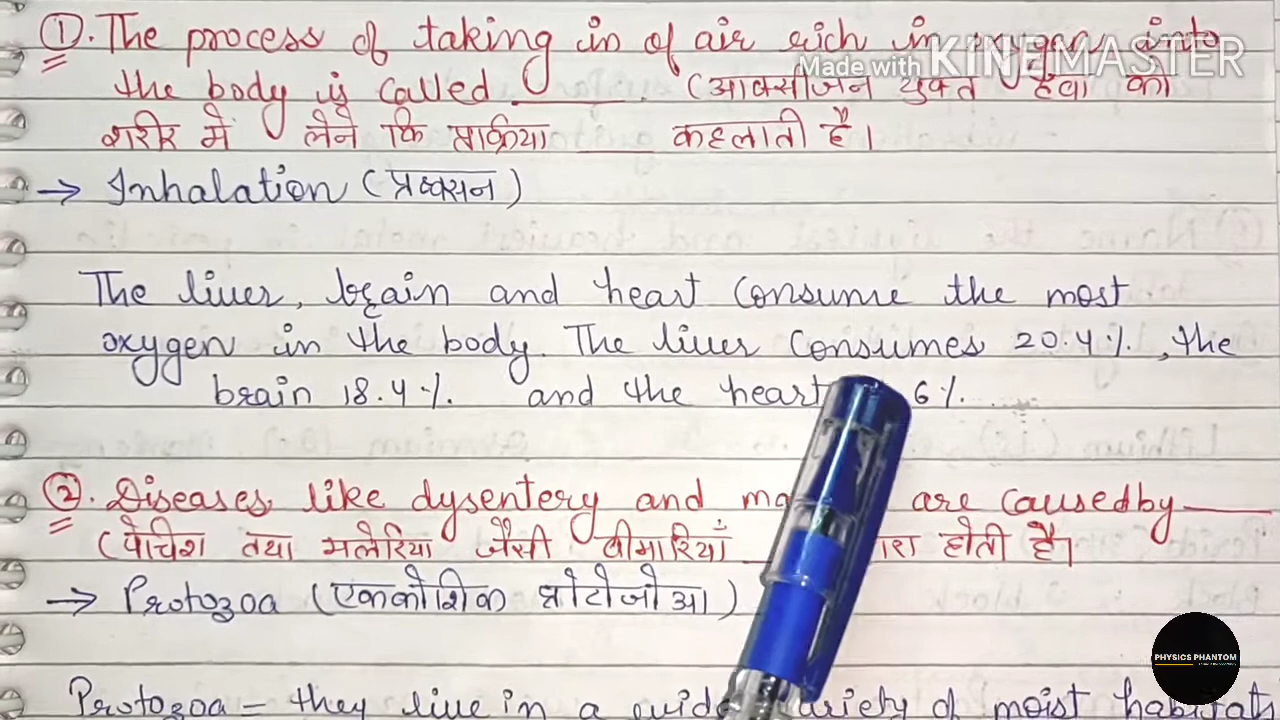 ①. The process of taking in of air rich in oxygen into
Made with KINEMASTER
the body is called ______. (आक्सीजन युक्त हवा को
शरीर में लेने कि प्रक्रिया ____ कहलाती है।
→ Inhalation (प्रश्वसन)
The liver, brain and heart consume the most
oxygen in the body. The liver consumes 20.4%, the
brain 18.4% and the heart 6%.
②. Diseases like dysentery and are caused by ____
(पेचिश तथा मलेरिया जैसी बीमारियाँ होती है।
→ Protozoa (एककोशिक प्रोटोजोआ)
PHYSICS PHANTOM
Protozoa = they live in a of moist habitats